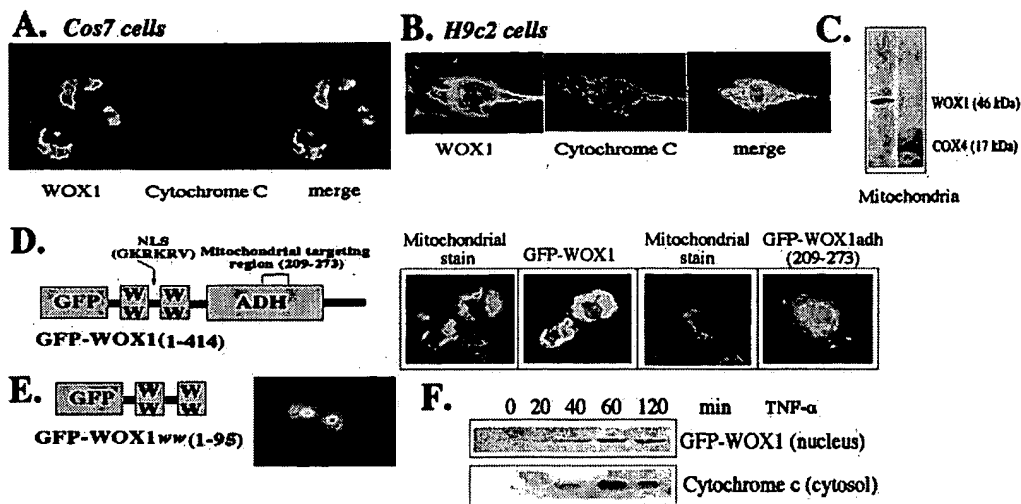 A. Cos7 cells
WOX1 Cytochrome C merge
B. H9c2 cells
WOX1 Cytochrome C merge
C.
WOX1 (46 kDa)
COX4 (17 kDa)
Mitochondria
D.
NLS
(GKRKRV)
Mitochondrial targeting
region (209-273)
GFP W W W W ADH
GFP-WOX1(1-414)
Mitochondrial
stain
GFP-WOX1
Mitochondrial
stain
GFP-WOX1adh
(209-273)
E.
GFP W W W W
GFP-WOX1ww(1-95)
F.
0 20 40 60 120 min TNF-α
GFP-WOX1 (nucleus)
Cytochrome c (cytosol)